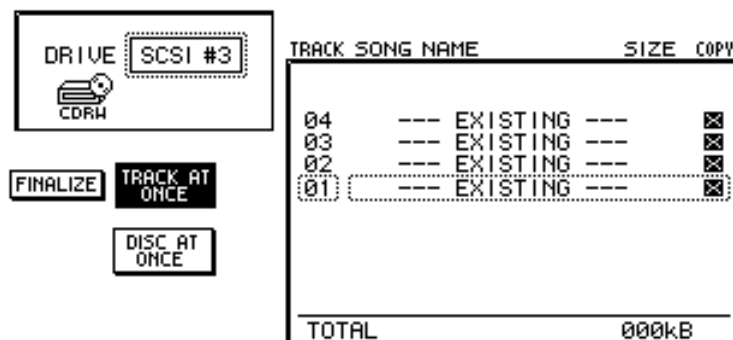 DRIVE SCSI #3
CDRW
FINALIZE
TRACK AT
ONCE
DISC AT
ONCE
TRACK SONG NAME SIZE COPY
04 --- EXISTING ---
03 --- EXISTING ---
02 --- EXISTING ---
01 --- EXISTING ---
TOTAL 000kB